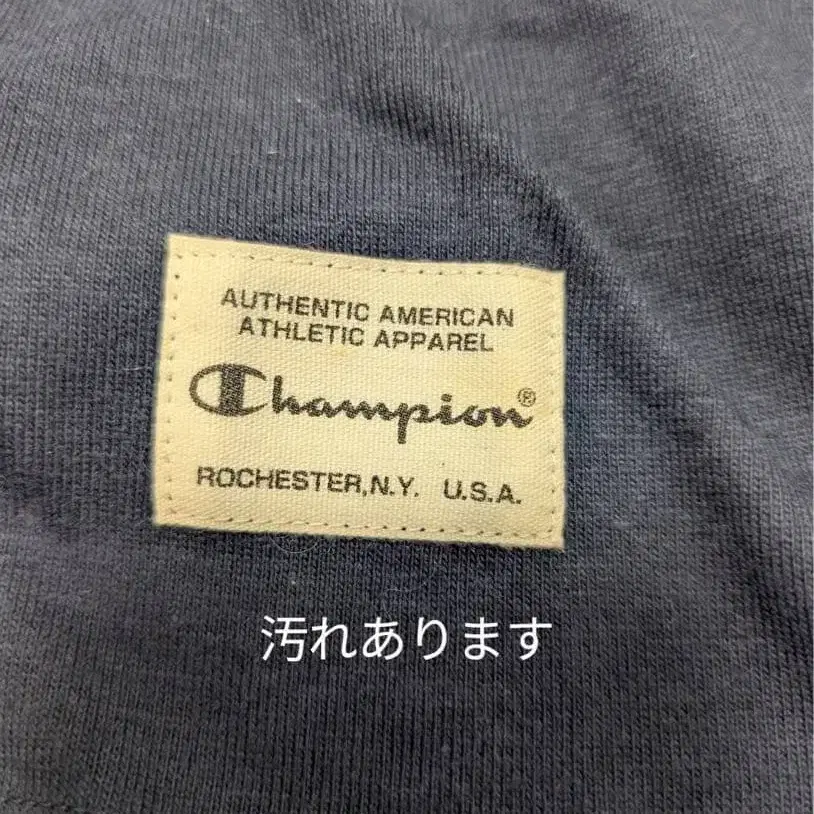 AUTHENTIC AMERICAN
ATHLETIC APPAREL
Champion®
ROCHESTER,N.Y. U.S.A.
汚れあります